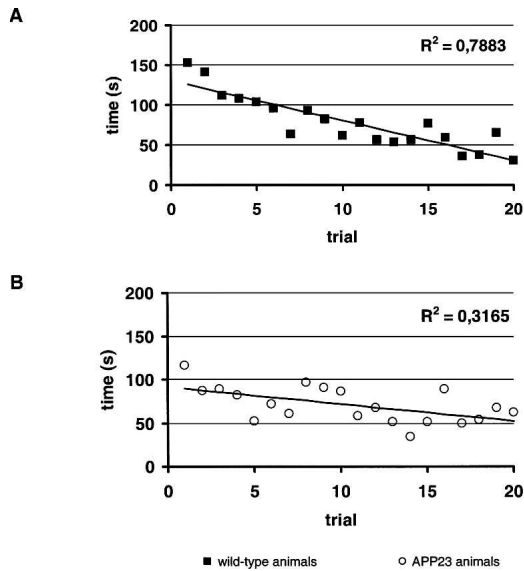 A
200
R² = 0,7883
150
100
50
0
time (s)
0 5 10 15 20
trial
B
200
R² = 0,3165
150
100
50
0
time (s)
0 5 10 15 20
trial
■ wild-type animals ○ APP23 animals